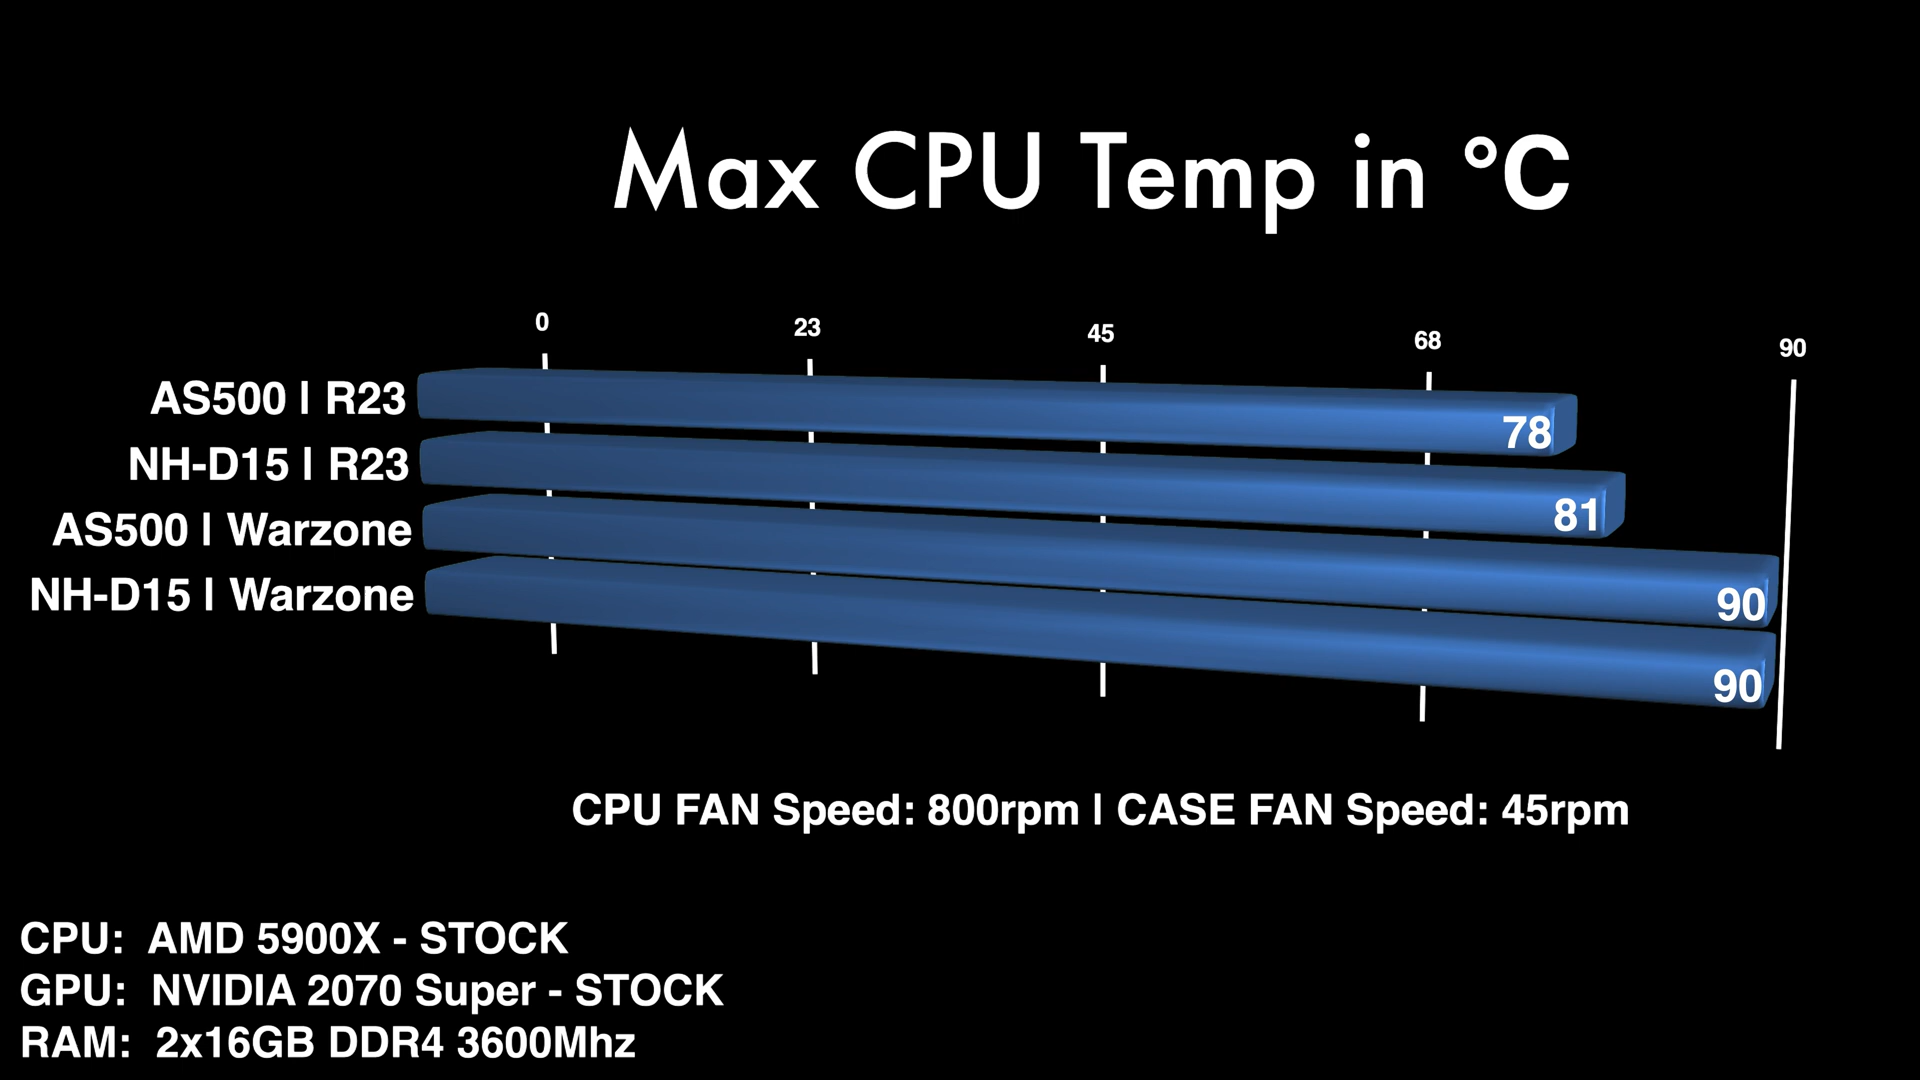 Max CPU Temp in °C
0 23 45 68 90
AS500 | R23 78
NH-D15 | R23 81
AS500 | Warzone 90
NH-D15 | Warzone 90
CPU FAN Speed: 800rpm | CASE FAN Speed: 45rpm
CPU: AMD 5900X - STOCK
GPU: NVIDIA 2070 Super - STOCK
RAM: 2x16GB DDR4 3600Mhz